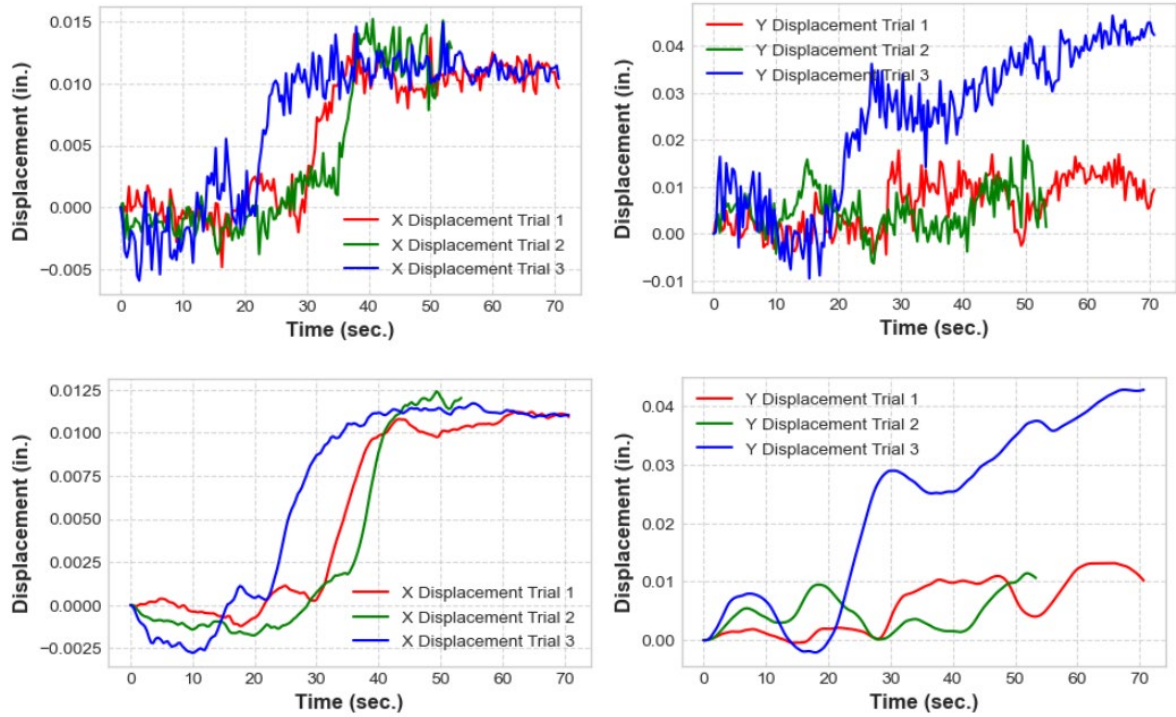 0.015
0.010
0.005
0.000
−0.005
Displacement (in.)
X Displacement Trial 1
X Displacement Trial 2
X Displacement Trial 3
0 10 20 30 40 50 60 70
Time (sec.)
Y Displacement Trial 1
Y Displacement Trial 2
Y Displacement Trial 3
0.04
0.03
0.02
0.01
0.00
−0.01
Displacement (in.)
0 10 20 30 40 50 60 70
Time (sec.)
0.0125
0.0100
0.0075
0.0050
0.0025
0.0000
−0.0025
Displacement (in.)
X Displacement Trial 1
X Displacement Trial 2
X Displacement Trial 3
0 10 20 30 40 50 60 70
Time (sec.)
Y Displacement Trial 1
Y Displacement Trial 2
Y Displacement Trial 3
0.04
0.03
0.02
0.01
0.00
Displacement (in.)
0 10 20 30 40 50 60 70
Time (sec.)